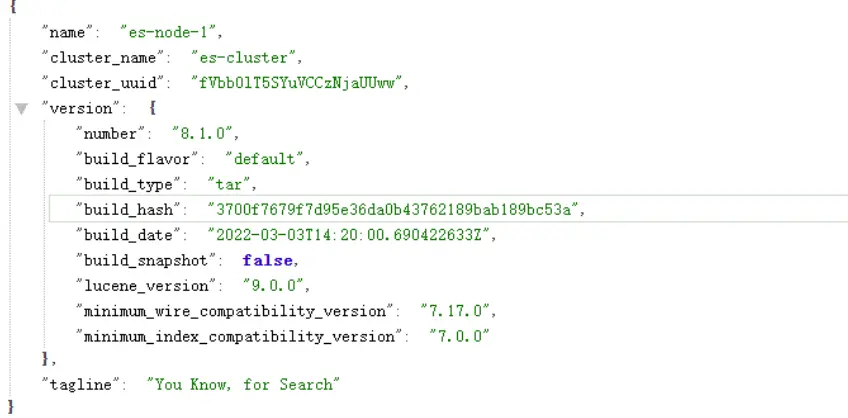 {
"name": "es-node-1",
"cluster_name": "es-cluster",
"cluster_uuid": "fVbbOlT5SYuVCCzNjaUUww",
"version": {
"number": "8.1.0",
"build_flavor": "default",
"build_type": "tar",
"build_hash": "3700f7679f7d95e36da0b43762189bab189bc53a",
"build_date": "2022-03-03T14:20:00.690422633Z",
"build_snapshot": false,
"lucene_version": "9.0.0",
"minimum_wire_compatibility_version": "7.17.0",
"minimum_index_compatibility_version": "7.0.0"
},
"tagline": "You Know, for Search"
}